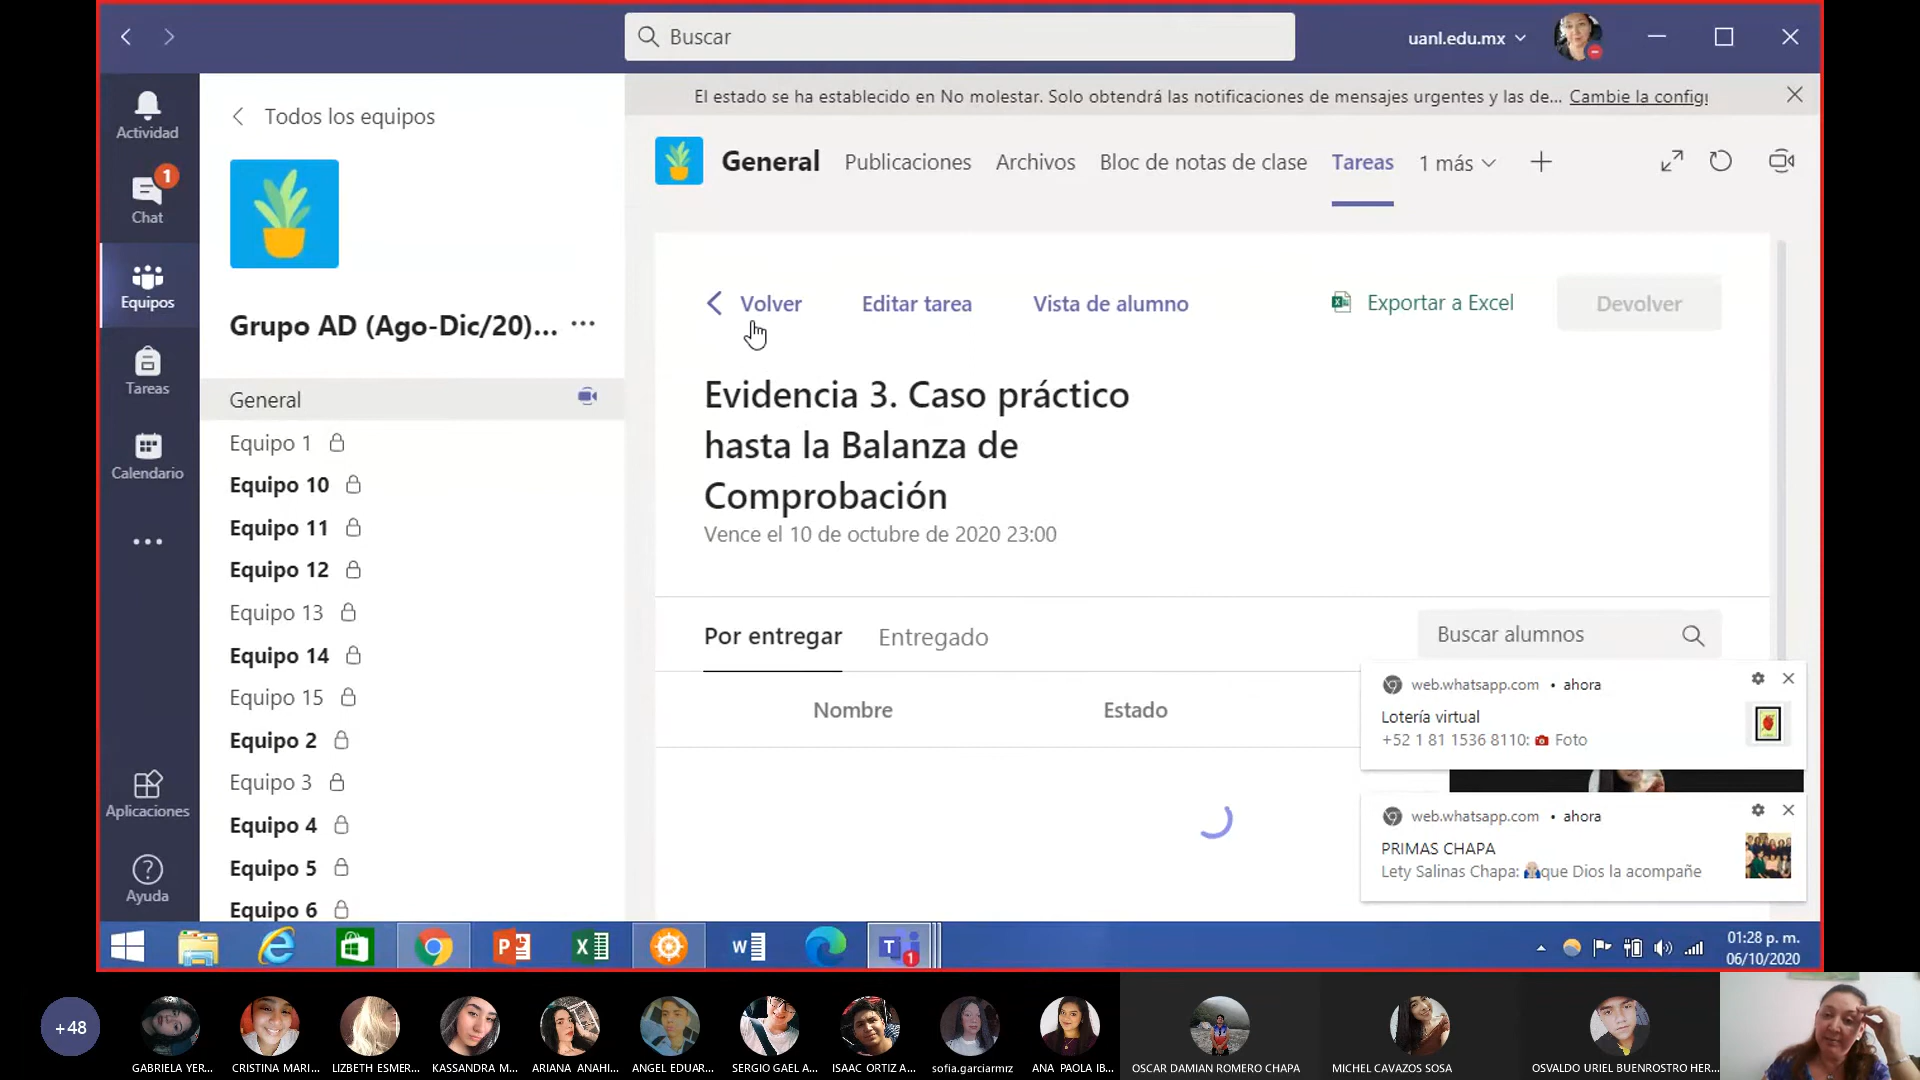 Buscar
uanl.edu.mx
El estado se ha establecido en No molestar. Solo obtendrá las notificaciones de mensajes urgentes y las de... Cambie la configu
Actividad
1
Chat
Equipos
Tareas
Calendario
Aplicaciones
Ayuda
Todos los equipos
Grupo AD (Ago-Dic/20)...
General
Equipo 1
Equipo 10
Equipo 11
Equipo 12
Equipo 13
Equipo 14
Equipo 15
Equipo 2
Equipo 3
Equipo 4
Equipo 5
Equipo 6
General Publicaciones Archivos Bloc de notas de clase Tareas 1 más
Volver Editar tarea Vista de alumno Exportar a Excel Devolver
Evidencia 3. Caso práctico
hasta la Balanza de
Comprobación
Vence el 10 de octubre de 2020 23:00
Por entregar Entregado Buscar alumnos
Nombre Estado
web.whatsapp.com • ahora
Lotería virtual
+52 1 81 1536 8110: Foto
web.whatsapp.com • ahora
PRIMAS CHAPA
Lety Salinas Chapa: que Dios la acompañe
01:28 p. m.
06/10/2020
+48
GABRIELA YER... CRISTINA MARI... LIZBETH ESMER... KASSANDRA M... ARIANA ANAHI... ANGEL EDUAR... SERGIO GAEL A... ISAAC ORTIZ A... sofia.garciarmrz ANA PAOLA IB... OSCAR DAMIAN ROMERO CHAPA MICHEL CAVAZOS SOSA OSVALDO URIEL BUENROSTRO HER...